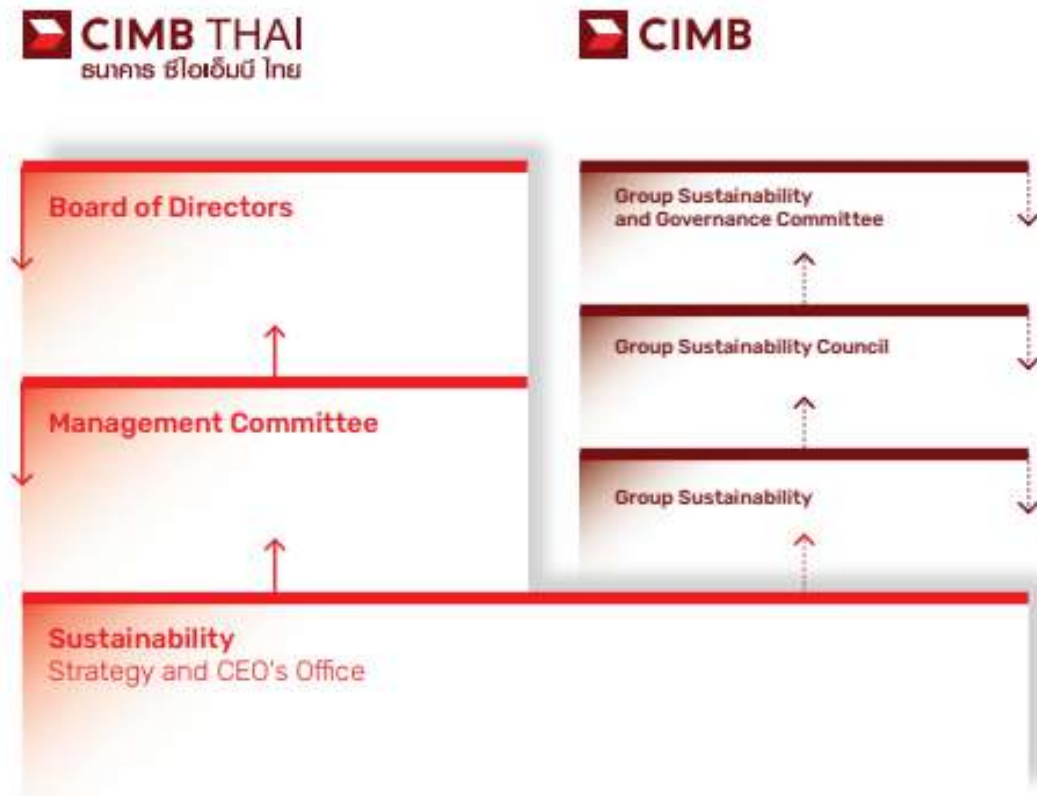 CIMB THAI
ธนาคาร ซีไอเอ็มบี ไทย
CIMB
Board of Directors
Management Committee
Group Sustainability
and Governance Committee
Group Sustainability Council
Group Sustainability
Sustainability
Strategy and CEO's Office